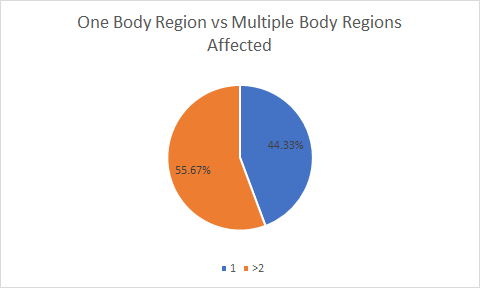 One Body Region vs Multiple Body Regions
Affected
44.33%
55.67%
1 >2